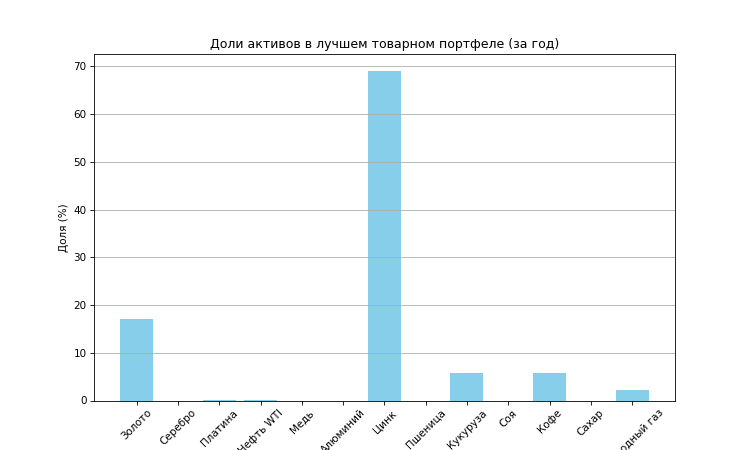 Доли активов в лучшем товарном портфеле (за год)
Доля (%)
70
60
50
40
30
20
10
0
Золото
Серебро
Платина
Нефть WTI
Медь
Алюминий
Цинк
Пшеница
Кукуруза
Соя
Кофе
Сахар
газ